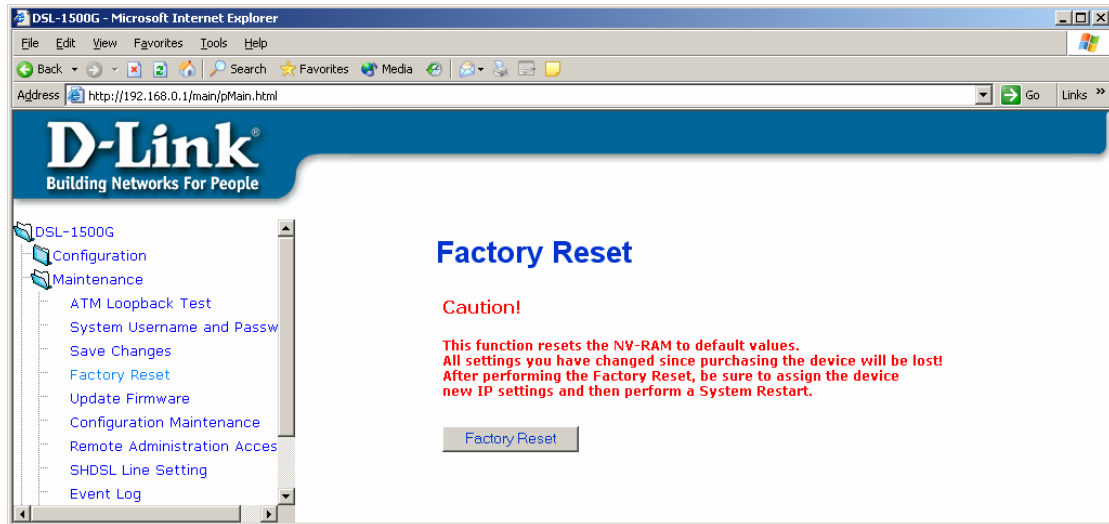 DSL-1500G - Microsoft Internet Explorer
File Edit View Favorites Tools Help
Back Search Favorites Media
Address http://192.168.0.1/main/pMain.html Go Links »
D-Link®
Building Networks For People
DSL-1500G
Configuration
Maintenance
ATM Loopback Test
System Username and Passw
Save Changes
Factory Reset
Update Firmware
Configuration Maintenance
Remote Administration Acces
SHDSL Line Setting
Event Log
Factory Reset
Caution!
This function resets the NV-RAM to default values.
All settings you have changed since purchasing the device will be lost!
After performing the Factory Reset, be sure to assign the device
new IP settings and then perform a System Restart.
Factory Reset